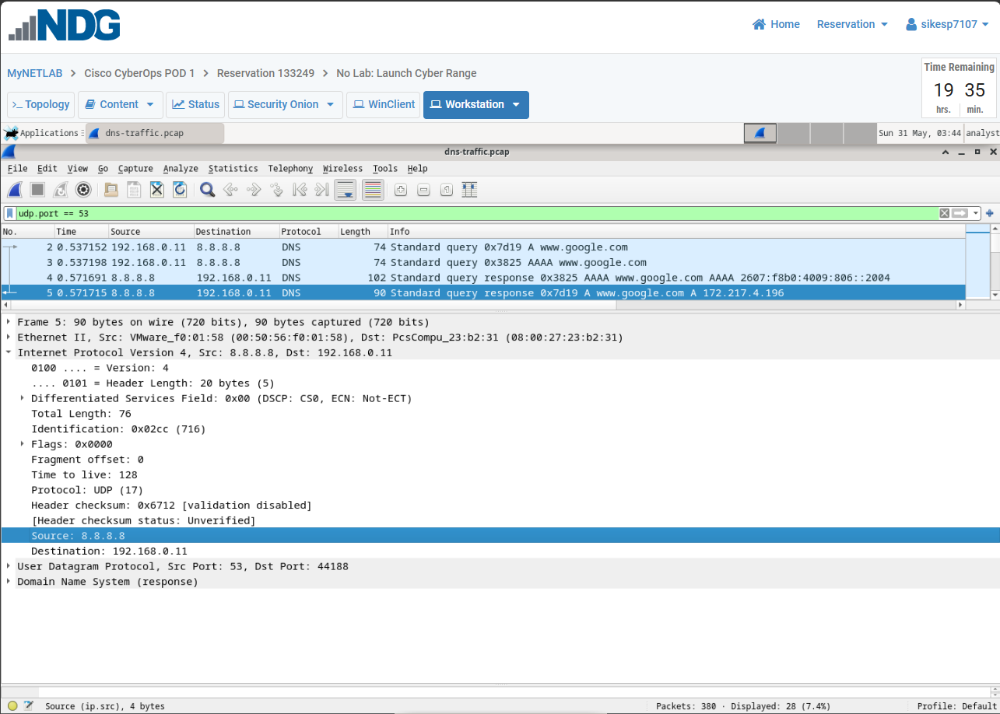 NDG
Home Reservation sikesp7107
MyNETLAB > Cisco CyberOps POD 1 > Reservation 133249 > No Lab: Launch Cyber Range
Time Remaining
19 35
hrs. min.
>_ Topology Content Status Security Onion WinClient Workstation
Applications dns-traffic.pcap Sun 31 May, 03:44 analyst
dns-traffic.pcap
File Edit View Go Capture Analyze Statistics Telephony Wireless Tools Help
udp.port == 53
No. Time Source Destination Protocol Length Info
2 0.537152 192.168.0.11 8.8.8.8 DNS 74 Standard query 0x7d19 A www.google.com
3 0.537198 192.168.0.11 8.8.8.8 DNS 74 Standard query 0x3825 AAAA www.google.com
4 0.571691 8.8.8.8 192.168.0.11 DNS 102 Standard query response 0x3825 AAAA www.google.com AAAA 2607:f8b0:4009:806::2004
5 0.571715 8.8.8.8 192.168.0.11 DNS 90 Standard query response 0x7d19 A www.google.com A 172.217.4.196
Frame 5: 90 bytes on wire (720 bits), 90 bytes captured (720 bits)
Ethernet II, Src: VMware_f0:01:58 (00:50:56:f0:01:58), Dst: PcsCompu_23:b2:31 (08:00:27:23:b2:31)
Internet Protocol Version 4, Src: 8.8.8.8, Dst: 192.168.0.11
0100 .... = Version: 4
.... 0101 = Header Length: 20 bytes (5)
Differentiated Services Field: 0x00 (DSCP: CS0, ECN: Not-ECT)
Total Length: 76
Identification: 0x02cc (716)
Flags: 0x0000
Fragment offset: 0
Time to live: 128
Protocol: UDP (17)
Header checksum: 0x6712 [validation disabled]
[Header checksum status: Unverified]
Source: 8.8.8.8
Destination: 192.168.0.11
User Datagram Protocol, Src Port: 53, Dst Port: 44188
Domain Name System (response)
Source (ip.src), 4 bytes Packets: 380 · Displayed: 28 (7.4%) Profile: Default